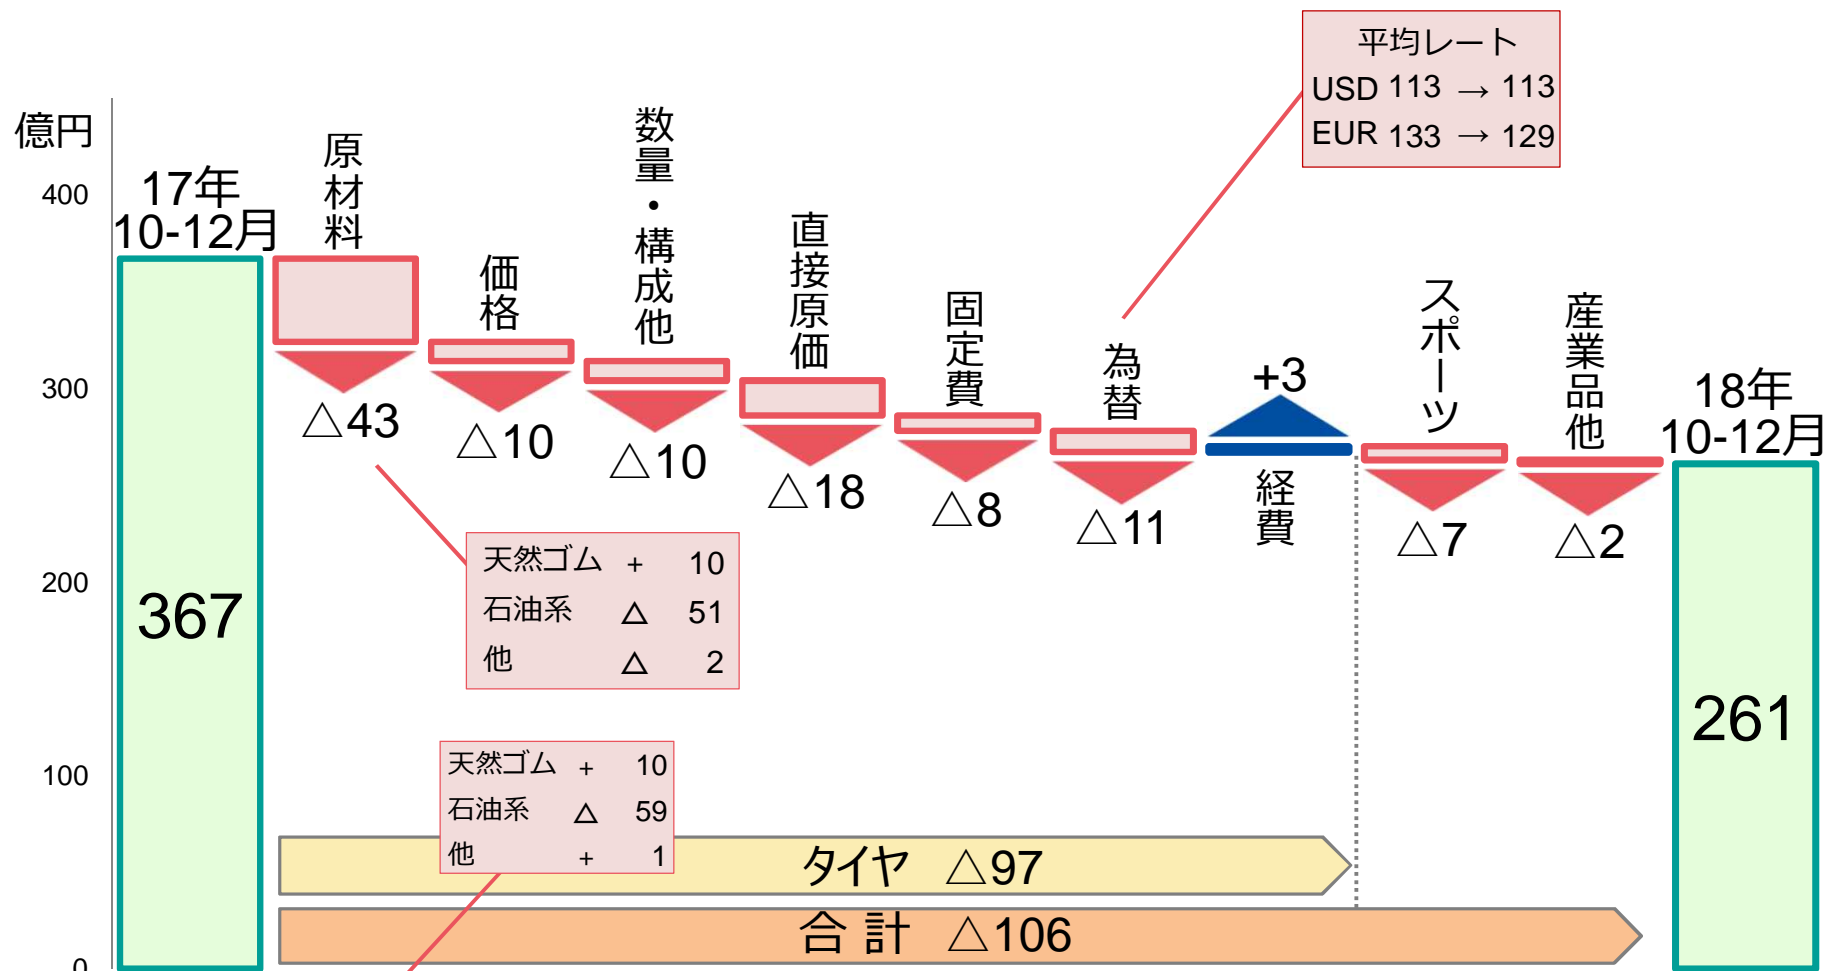 億円
400
300
200
100
0
17年
10-12月
367
原材料
△43
価格
△10
数量・構成他
△10
直接原価
△18
固定費
△8
為替
△11
+3
経費
スポーツ
△7
産業品他
△2
18年
10-12月
261
平均レート
USD 113 → 113
EUR 133 → 129
天然ゴム + 10
石油系 △ 51
他 △ 2
天然ゴム + 10
石油系 △ 59
他 + 1
タイヤ △97
合 計 △106